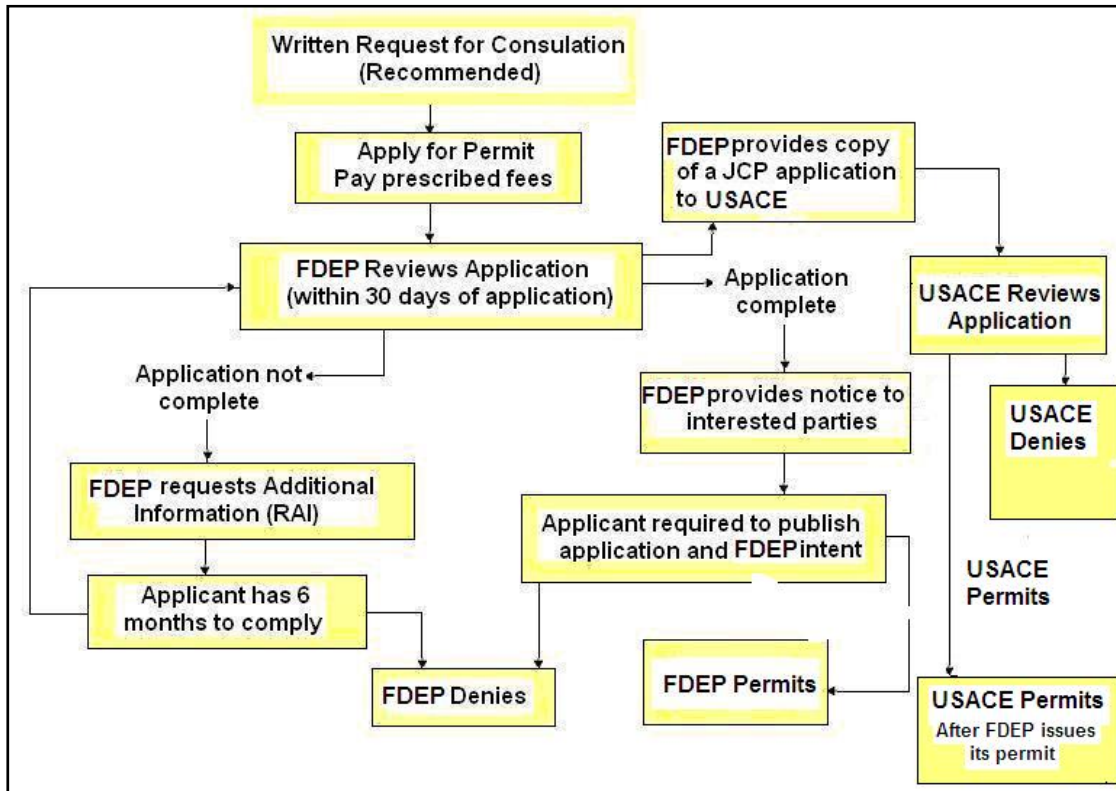 Written Request for Consulation
(Recommended)
Apply for Permit
Pay prescribed fees
FDEP provides copy
of a JCP application
to USACE
FDEP Reviews Application
(within 30 days of application)
Application
complete
USACE Reviews
Application
Application not
complete
FDEP provides notice to
interested parties
USACE
Denies
FDEP requests Additional
Information (RAI)
Applicant required to publish
application and FDEP intent
Applicant has 6
months to comply
USACE
Permits
FDEP Denies
FDEP Permits
USACE Permits
After FDEP issues
its permit